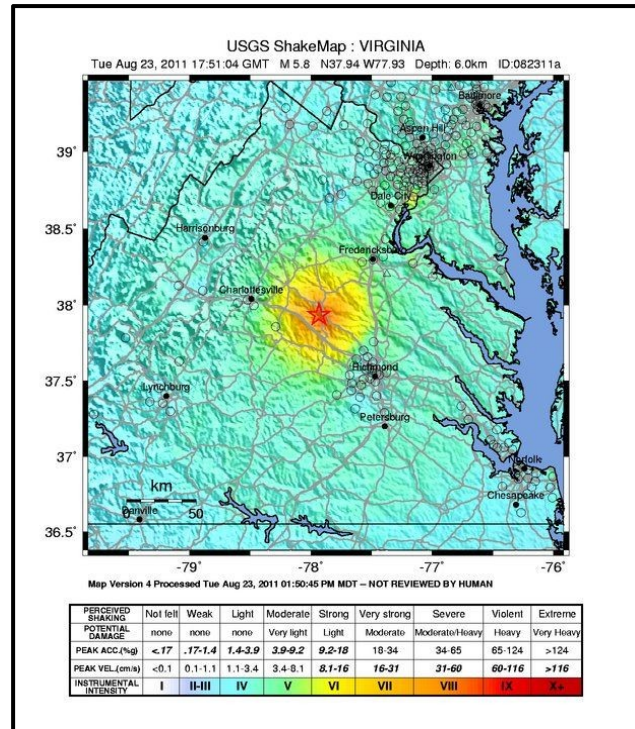 USGS ShakeMap : VIRGINIA
Tue Aug 23, 2011 17:51:04 GMT M 5.8 N37.94 W77.93 Depth: 6.0km ID:082311a
Baltimore
Aspen Hill
39°
Washington
Dale City
38.5°
Harrisonburg
Fredericksburg
Charlottesville
38°
37.5°
Richmond
Lynchburg
Petersburg
37°
Norfolk
km
Chesapeake
Danville
0 50
36.5°
-79° -78° -77° -76°
Map Version 4 Processed Tue Aug 23, 2011 01:50:45 PM MDT -- NOT REVIEWED BY HUMAN
PERCEIVED SHAKING Not felt Weak Light Moderate Strong Very strong Severe Violent Extreme
POTENTIAL DAMAGE none none none Very light Light Moderate Moderate/Heavy Heavy Very Heavy
PEAK ACC.(%g) <.17 .17-1.4 1.4-3.9 3.9-9.2 9.2-18 18-34 34-65 65-124 >124
PEAK VEL.(cm/s) <0.1 0.1-1.1 1.1-3.4 3.4-8.1 8.1-16 16-31 31-60 60-116 >116
INSTRUMENTAL INTENSITY I II-III IV V VI VII VIII IX X+